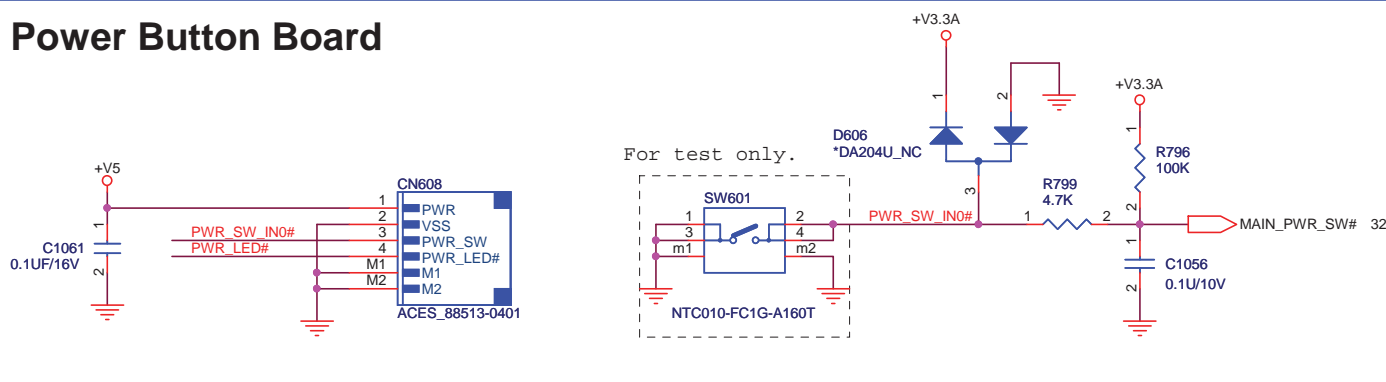 Power Button Board
+V5
1
2
C1061
0.1UF/16V
PWR_SW_IN0#
PWR_LED#
CN608
1
2
3
4
M1
M2
PWR
VSS
PWR_SW
PWR_LED#
M1
M2
ACES_88513-0401
For test only.
SW601
1
3
m1
2
4
m2
NTC010-FC1G-A160T
+V3.3A
1
2
D606
*DA204U_NC
3
PWR_SW_IN0#
R799
4.7K
1
2
+V3.3A
1
R796
100K
2
MAIN_PWR_SW# 32
1
C1056
0.1U/10V
2